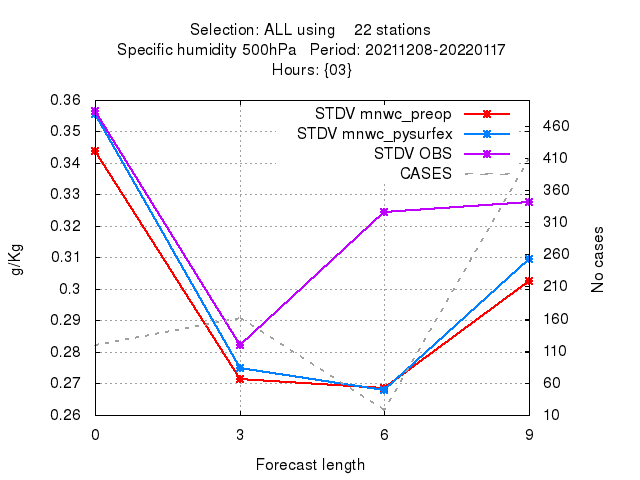 Selection: ALL using    22 stations
Specific humidity 500hPa   Period: 20211208-20220117
Hours: {03}
STDV mnwc_preop
STDV mnwc_pysurfex
STDV OBS
CASES
0.36
0.35
0.34
0.33
0.32
0.31
0.3
0.29
0.28
0.27
0.26
g/Kg
460
410
360
310
260
210
160
110
60
10
No cases
0
3
6
9
Forecast length